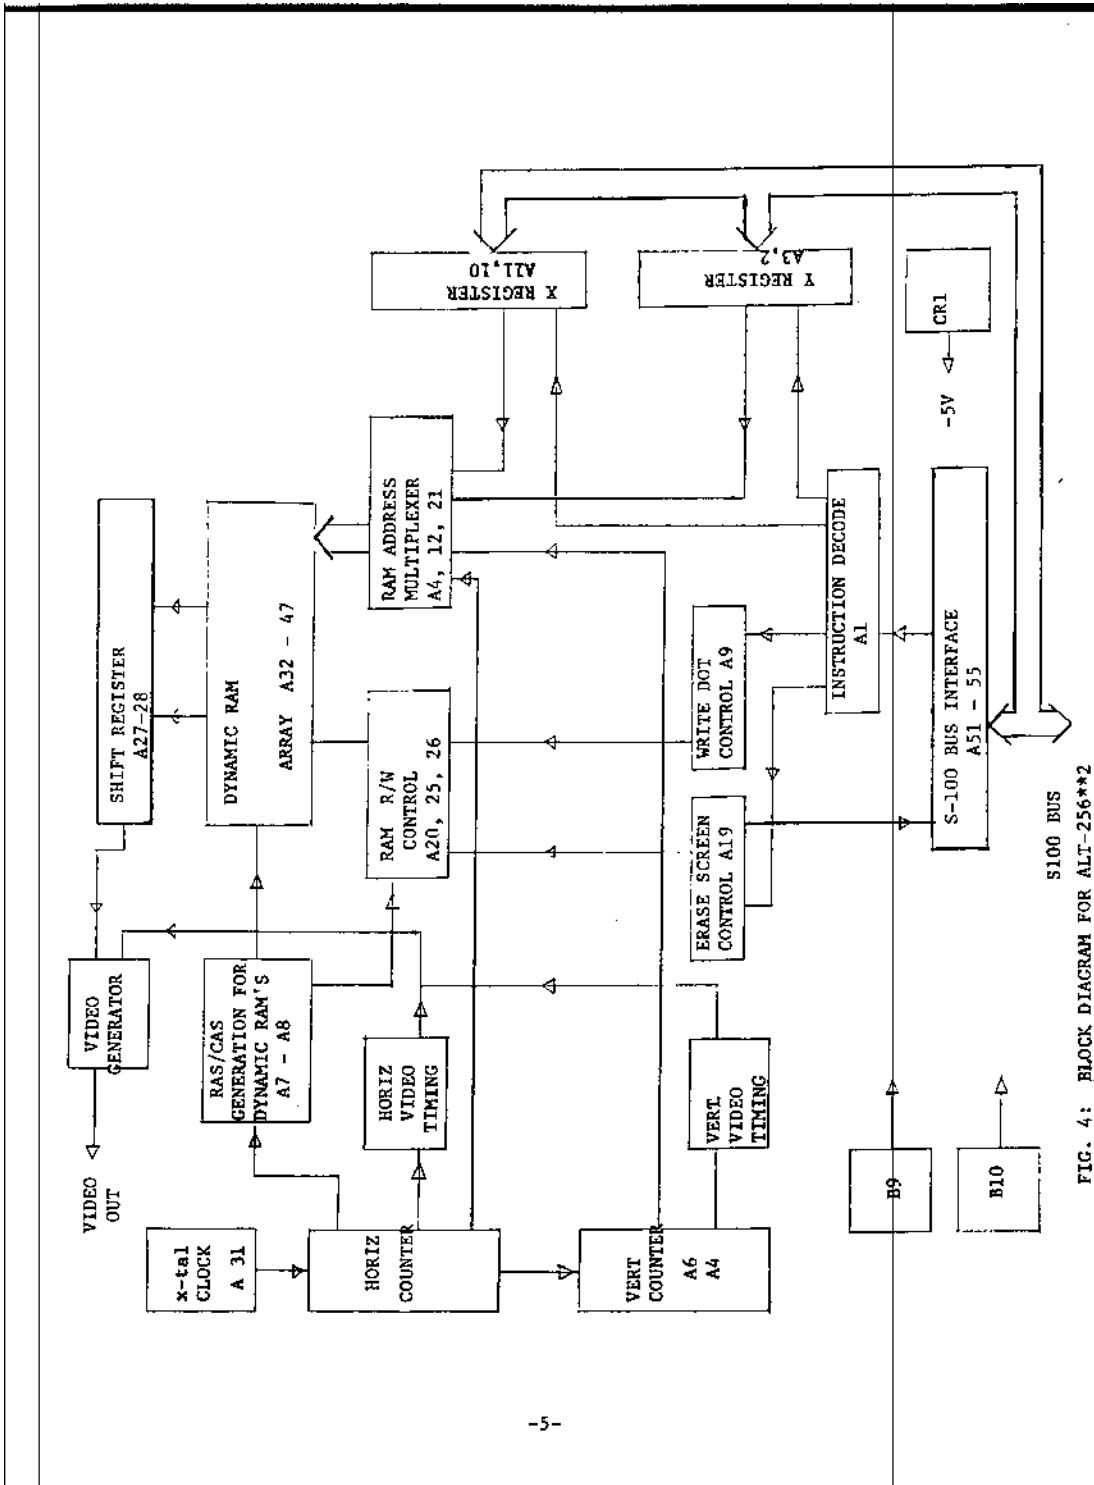 VIDEO
OUT
VIDEO
GENERATOR
SHIFT REGISTER
A27-28
x-tal
CLOCK
A 31
RAS/CAS
GENERATION FOR
DYNAMIC RAM'S
A7 - A8
DYNAMIC RAM
ARRAY A32 - 47
HORIZ
COUNTER
HORIZ
VIDEO
TIMING
RAM R/W
CONTROL
A20, 25, 26
RAM ADDRESS
MULTIPLEXER
A4, 12, 21
X REGISTER
A11,10
VERT
COUNTER
A6
A4
VERT.
VIDEO
TIMING
ERASE SCREEN
CONTROL A19
WRITE DOT
CONTROL A9
Y REGISTER
A3,2
INSTRUCTION DECODE
A1
B9
S-100 BUS INTERFACE
A51 - 55
-5V
CR1
B10
S100 BUS
FIG. 4: BLOCK DIAGRAM FOR ALT-256**2
-5-